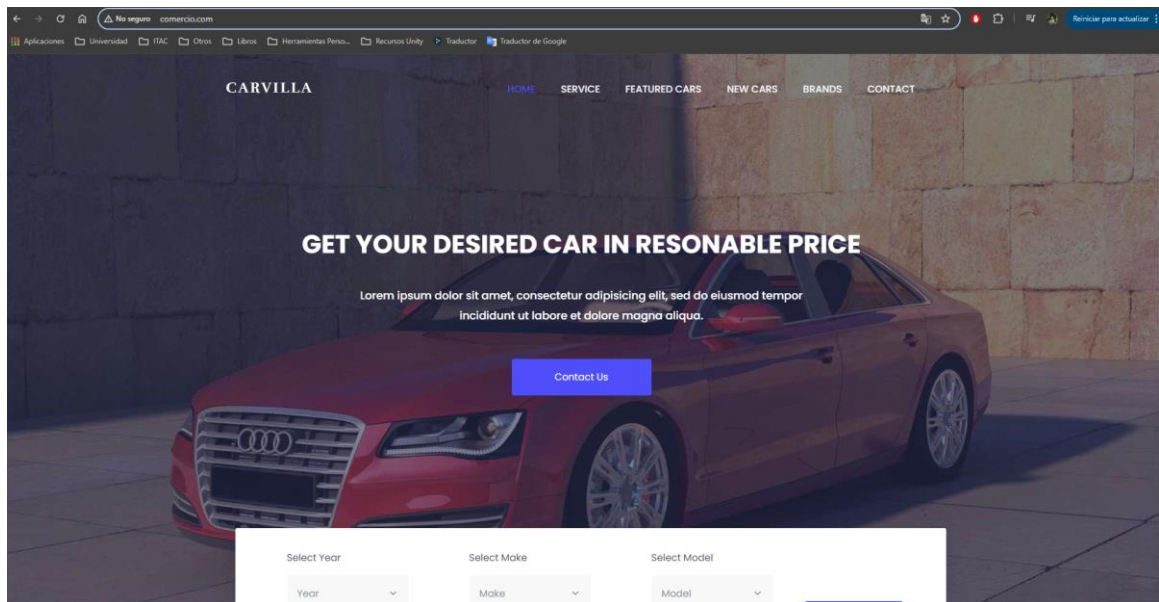 No seguro comercio.com
Reiniciar para actualizar
Aplicaciones Universidad ITAC Otros Libros Herramientas Perso... Recursos Unity Traductor Traductor de Google
CARVILLA HOME SERVICE FEATURED CARS NEW CARS BRANDS CONTACT
GET YOUR DESIRED CAR IN RESONABLE PRICE
Lorem ipsum dolor sit amet, consectetur adipisicing elit, sed do eiusmod tempor
incididunt ut labore et dolore magna aliqua.
Contact Us
Select Year Select Make Select Model
Year Make Model